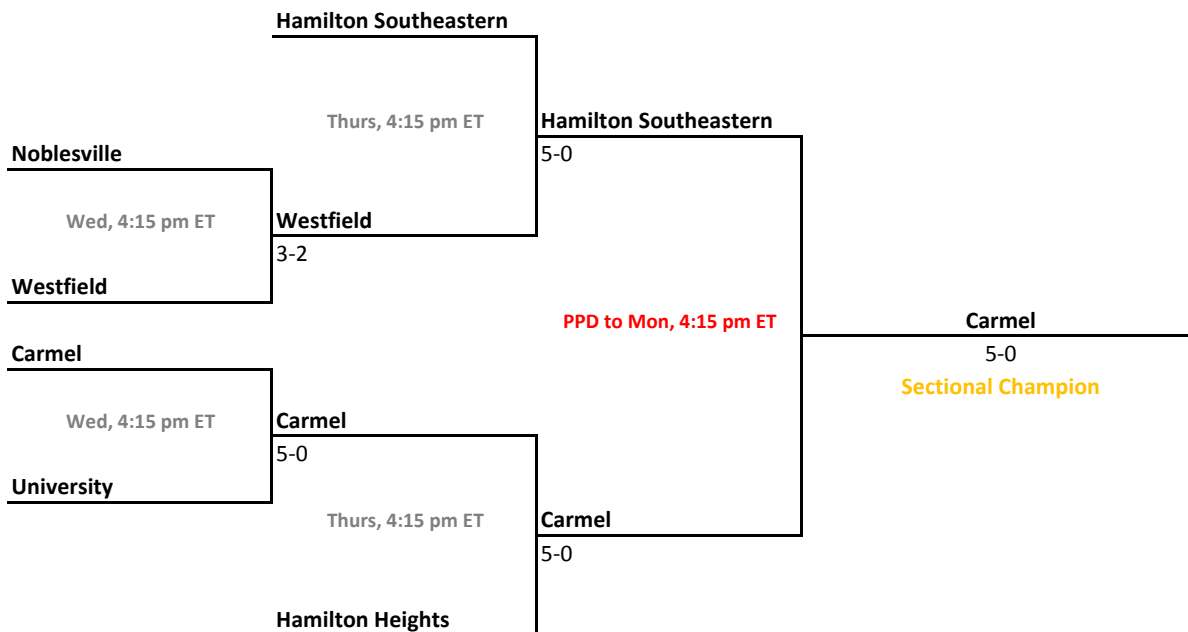 Hamilton Southeastern
Thurs, 4:15 pm ET
Hamilton Southeastern
Noblesville
5-0
Wed, 4:15 pm ET
Westfield
3-2
Westfield
PPD to Mon, 4:15 pm ET
Carmel
Carmel
5-0
Sectional Champion
Wed, 4:15 pm ET
Carmel
5-0
University
Thurs, 4:15 pm ET
Carmel
5-0
Hamilton Heights